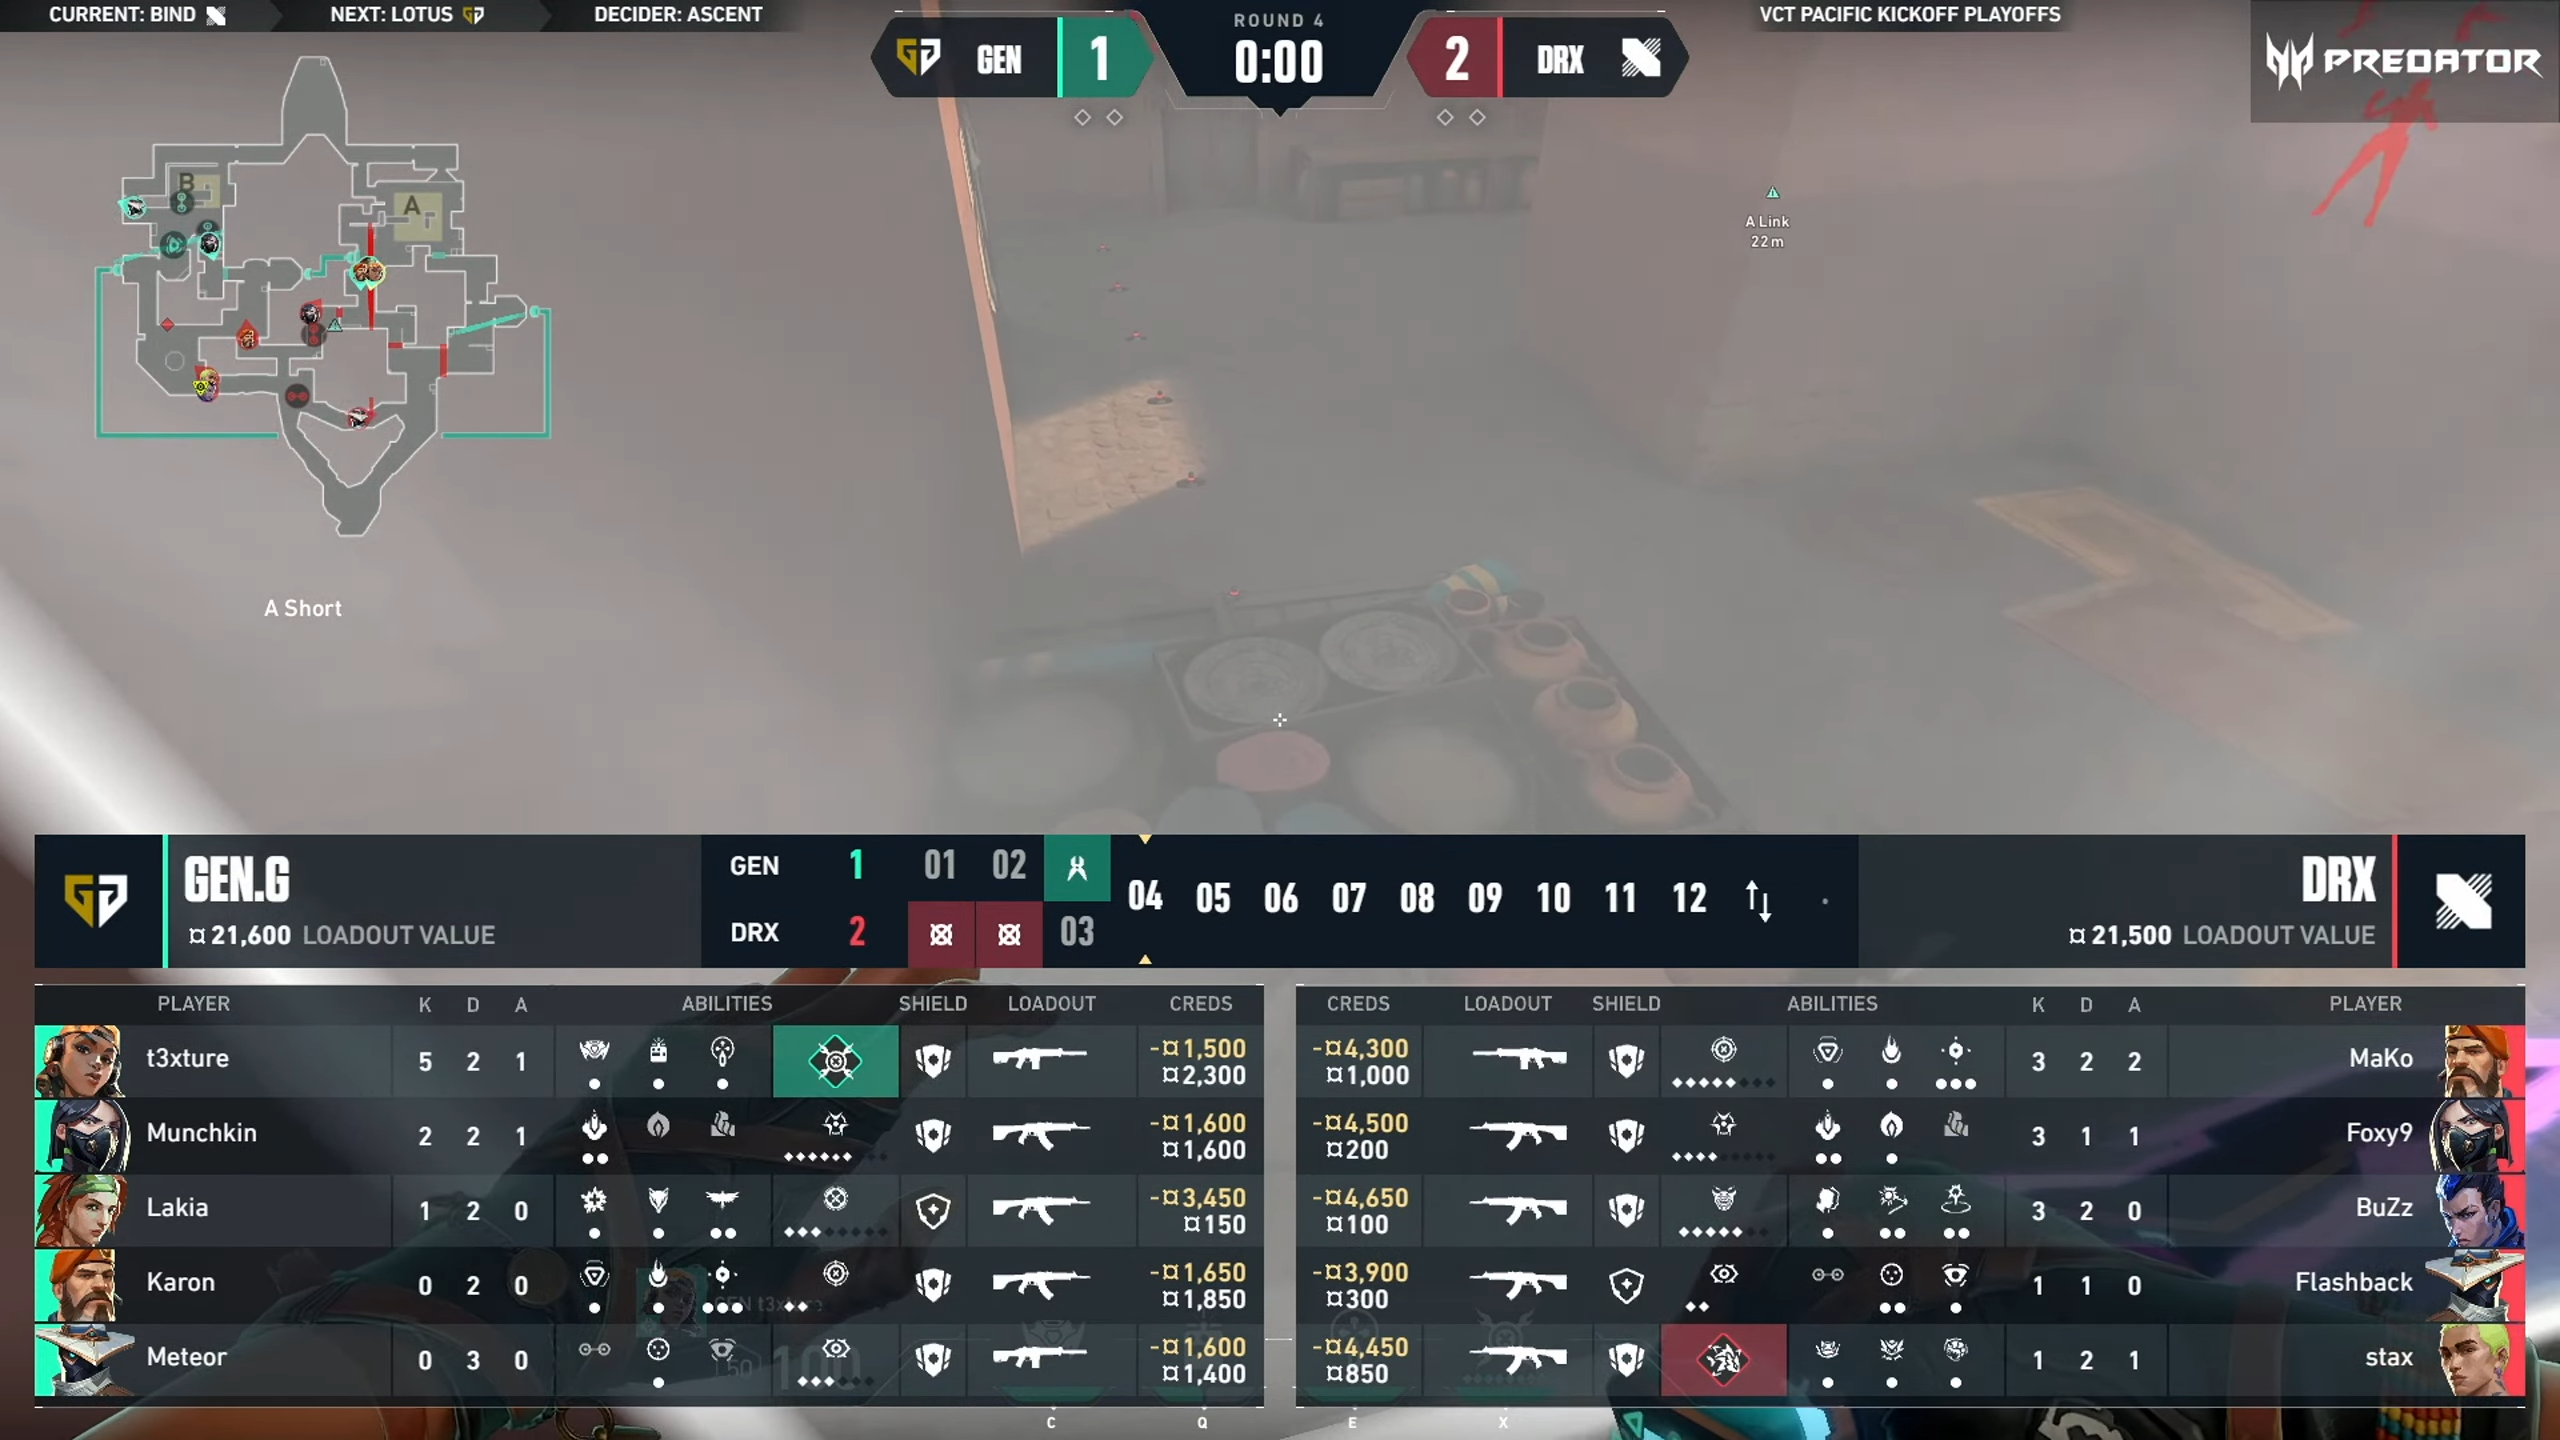 CURRENT: BIND
NEXT: LOTUS
DECIDER: ASCENT
GEN
1
ROUND 4
0:00
2
DRX
VCT PACIFIC KICKOFF PLAYOFFS
PREDATOR
B
A
A Link
22m
A Short
GEN.G
¤ 21,600 LOADOUT VALUE
GEN 1 01 02
DRX 2 03
04 05 06 07 08 09 10 11 12
DRX
¤ 21,500 LOADOUT VALUE
PLAYER K D A ABILITIES SHIELD LOADOUT CREDS
t3xture 5 2 1 -¤1,500 ¤2,300
Munchkin 2 2 1 -¤1,600 ¤1,600
Lakia 1 2 0 -¤3,450 ¤150
Karon 0 2 0 -¤1,650 ¤1,850
Meteor 0 3 0 -¤1,600 ¤1,400
CREDS LOADOUT SHIELD ABILITIES K D A PLAYER
-¤4,300 ¤1,000 3 2 2 MaKo
-¤4,500 ¤200 3 1 1 Foxy9
-¤4,650 ¤100 3 2 0 BuZz
-¤3,900 ¤300 1 1 0 Flashback
-¤4,450 ¤850 1 2 1 stax
GEN t3xture
50
100
C Q E X